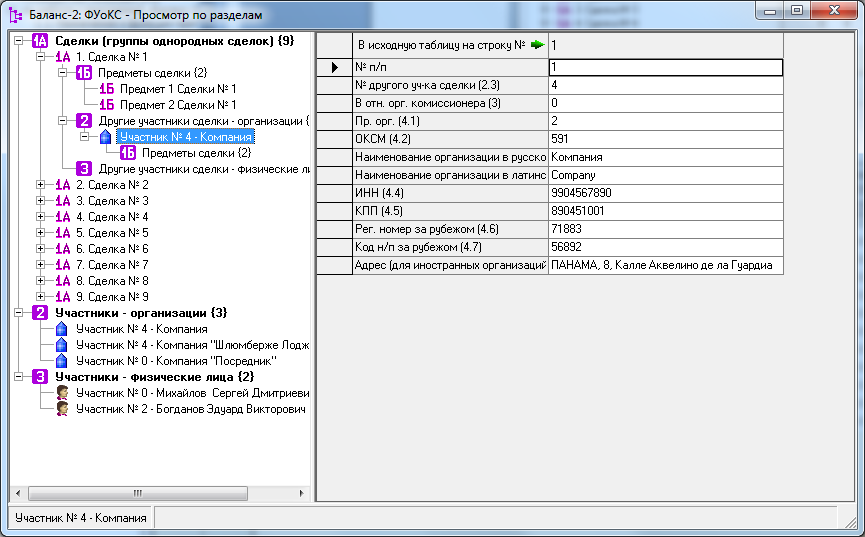 Баланс-2: ФУоКС - Просмотр по разделам
1А Сделки (группы однородных сделок) {9}
1А 1. Сделка № 1
1Б Предметы сделки {2}
1Б Предмет 1 Сделки № 1
1Б Предмет 2 Сделки № 1
2 Другие участники сделки - организации {
Участник № 4 - Компания
1Б Предметы сделки {2}
3 Другие участники сделки - физические ли
1А 2. Сделка № 2
1А 3. Сделка № 3
1А 4. Сделка № 4
1А 5. Сделка № 5
1А 6. Сделка № 6
1А 7. Сделка № 7
1А 8. Сделка № 8
1А 9. Сделка № 9
2 Участники - организации {3}
Участник № 4 - Компания
Участник № 4 - Компания "Шлюмберже Лодж
Участник № 0 - Компания "Посредник"
3 Участники - физические лица {2}
Участник № 0 - Михайлов Сергей Дмитриеви
Участник № 2 - Богданов Эдуард Викторович
В исходную таблицу на строку № 1
№ п/п 1
№ другого уч-ка сделки (2.3) 4
В отн. орг. комиссионера (3) 0
Пр. орг. (4.1) 2
ОКСМ (4.2) 591
Наименование организации в русско Компания
Наименование организации в латинс Company
ИНН (4.4) 9904567890
КПП (4.5) 890451001
Рег. номер за рубежом (4.6) 71883
Код н/п за рубежом (4.7) 56892
Адрес (для иностранных организаций ПАНАМА, 8, Калле Аквелино де ла Гуардиа
Участник № 4 - Компания